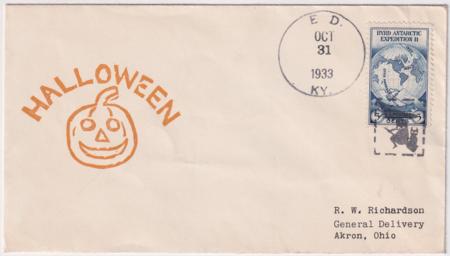 HALLOWEEN
E. D.
OCT
31
1933
KY.
BYRD ANTARCTIC
EXPEDITION II
R. W. Richardson
General Delivery
Akron, Ohio